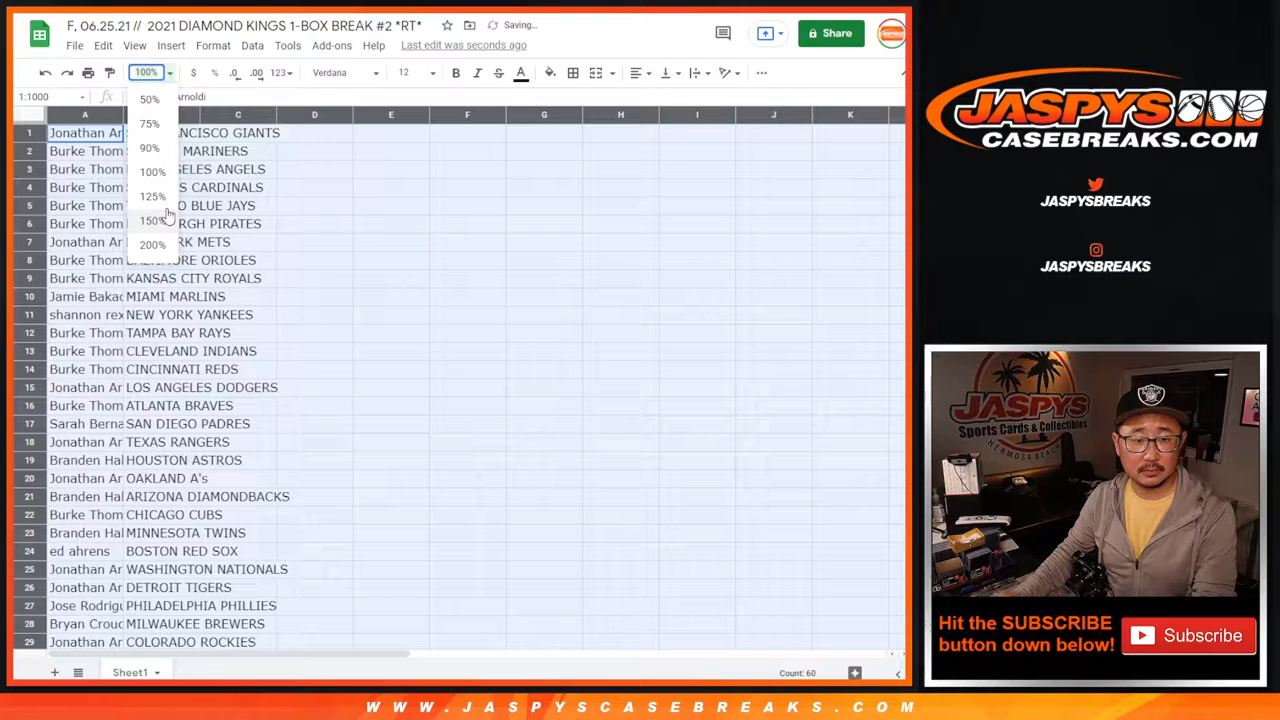 F, 06.25.21 // 2021 DIAMOND KINGS 1-BOX BREAK #2 *RT*
Saving...
File Edit View Insert Format Data Tools Add-ons Help Last edit was seconds ago
Share
100% $ % .0 .00 123 Verdana 12 B I S A
1:1000 fx Arnoldi
50%
75%
90%
100%
125%
150%
200%
A C D E F G H I J K
1 Jonathan Ar NCISCO GIANTS
2 Burke Thom MARINERS
3 Burke Thom ELES ANGELS
4 Burke Thom S CARDINALS
5 Burke Thom O BLUE JAYS
6 Burke Thom RGH PIRATES
7 Jonathan Ar RK METS
8 Burke Thom BALTIMORE ORIOLES
9 Burke Thom KANSAS CITY ROYALS
10 Jamie Bakac MIAMI MARLINS
11 shannon rex NEW YORK YANKEES
12 Burke Thom TAMPA BAY RAYS
13 Burke Thom CLEVELAND INDIANS
14 Burke Thom CINCINNATI REDS
15 Jonathan Ar LOS ANGELES DODGERS
16 Burke Thom ATLANTA BRAVES
17 Sarah Berna SAN DIEGO PADRES
18 Jonathan Ar TEXAS RANGERS
19 Branden Hal HOUSTON ASTROS
20 Jonathan Ar OAKLAND A's
21 Branden Hal ARIZONA DIAMONDBACKS
22 Burke Thom CHICAGO CUBS
23 Branden Hal MINNESOTA TWINS
24 ed ahrens BOSTON RED SOX
25 Jonathan Ar WASHINGTON NATIONALS
26 Jonathan Ar DETROIT TIGERS
27 Jose Rodrigu PHILADELPHIA PHILLIES
28 Bryan Crouc MILWAUKEE BREWERS
29 Jonathan Ar COLORADO ROCKIES
Sheet1 Count: 60
JASPYS
CASEBREAKS.COM
JASPYSBREAKS
JASPYSBREAKS
JASPYS
Sports Cards & Collectibles
HERMOSA BEACH
Hit the SUBSCRIBE
button down below!
Subscribe
WWW.JASPYSCASEBREAKS.COM